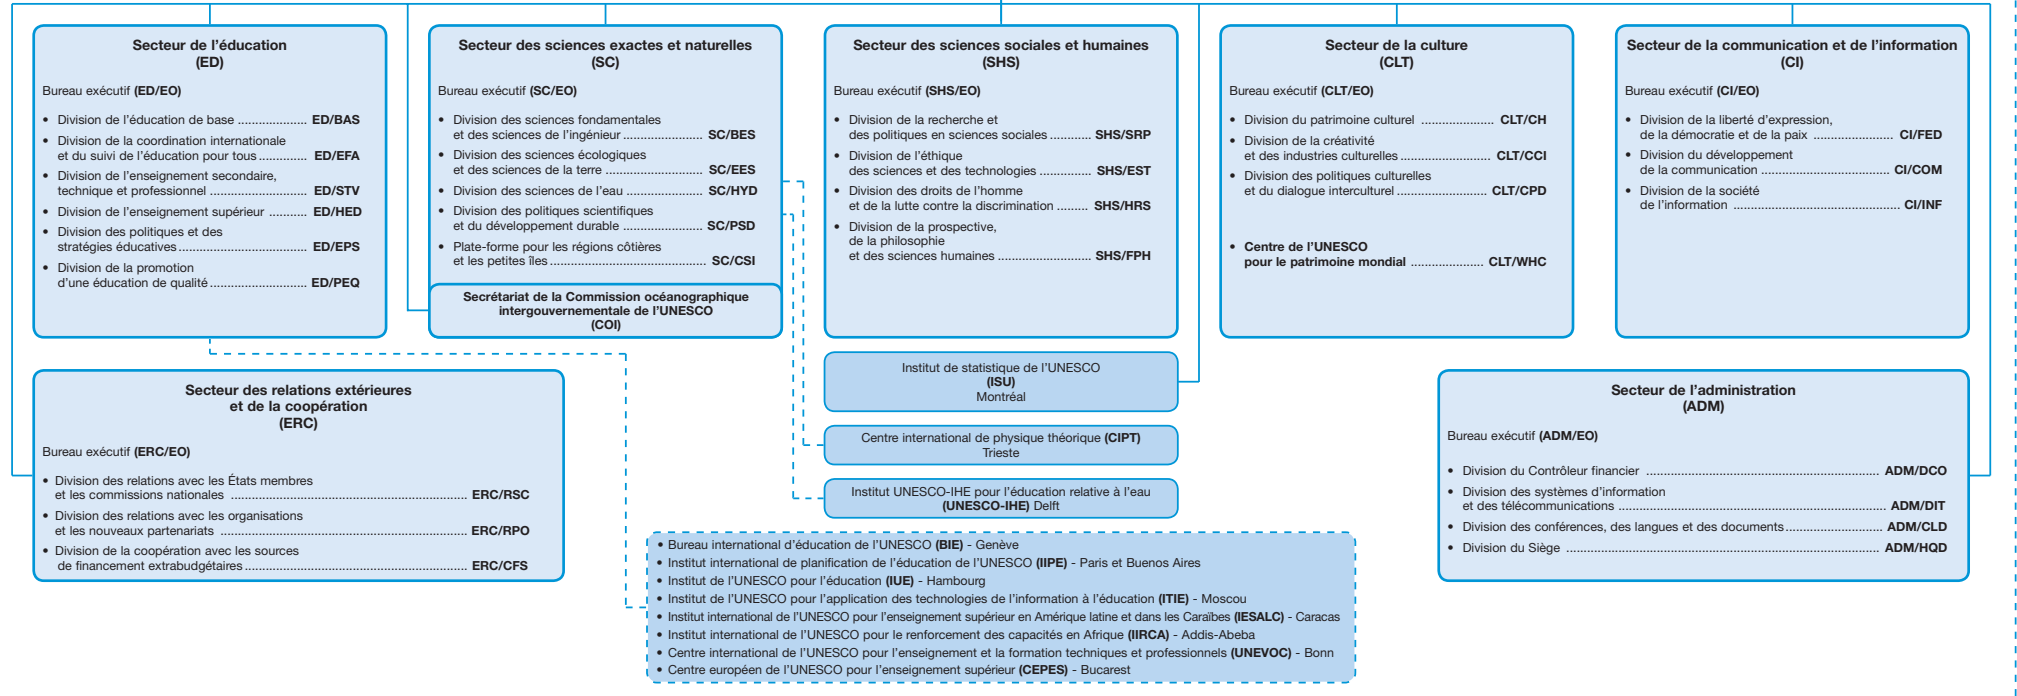 Secteur de l'éducation
(ED)
Bureau exécutif (ED/EO)
• Division de l'éducation de base .................... ED/BAS
• Division de la coordination internationale
et du suivi de l'éducation pour tous .............. ED/EFA
• Division de l'enseignement secondaire,
technique et professionnel ............................ ED/STV
• Division de l'enseignement supérieur ........... ED/HED
• Division des politiques et des
stratégies éducatives ..................................... ED/EPS
• Division de la promotion
d'une éducation de qualité ............................ ED/PEQ
Secteur des sciences exactes et naturelles
(SC)
Bureau exécutif (SC/EO)
• Division des sciences fondamentales
et des sciences de l'ingénieur ....................... SC/BES
• Division des sciences écologiques
et des sciences de la terre ............................ SC/EES
• Division des sciences de l'eau ....................... SC/HYD
• Division des politiques scientifiques
et du développement durable ....................... SC/PSD
• Plate-forme pour les régions côtières
et les petites îles ............................................. SC/CSI
Secrétariat de la Commission océanographique
intergouvernementale de l'UNESCO
(COI)
Secteur des sciences sociales et humaines
(SHS)
Bureau exécutif (SHS/EO)
• Division de la recherche et
des politiques en sciences sociales ............ SHS/SRP
• Division de l'éthique
des sciences et des technologies ............... SHS/EST
• Division des droits de l'homme
et de la lutte contre la discrimination ......... SHS/HRS
• Division de la prospective,
de la philosophie
et des sciences humaines ........................... SHS/FPH
Secteur de la culture
(CLT)
Bureau exécutif (CLT/EO)
• Division du patrimoine culturel ..................... CLT/CH
• Division de la créativité
et des industries culturelles .......................... CLT/CCI
• Division des politiques culturelles
et du dialogue interculturel .......................... CLT/CPD
• Centre de l'UNESCO
pour le patrimoine mondial ..................... CLT/WHC
Secteur de la communication et de l'information
(CI)
Bureau exécutif (CI/EO)
• Division de la liberté d'expression,
de la démocratie et de la paix ....................... CI/FED
• Division du développement
de la communication ..................................... CI/COM
• Division de la société
de l'information ................................................ CI/INF
Institut de statistique de l'UNESCO
(ISU)
Montréal
Centre international de physique théorique (CIPT)
Trieste
Institut UNESCO-IHE pour l'éducation relative à l'eau
(UNESCO-IHE) Delft
Secteur des relations extérieures
et de la coopération
(ERC)
Bureau exécutif (ERC/EO)
• Division des relations avec les États membres
et les commissions nationales .................................................................... ERC/RSC
• Division des relations avec les organisations
et les nouveaux partenariats ....................................................................... ERC/RPO
• Division de la coopération avec les sources
de financement extrabudgétaires ................................................................ ERC/CFS
Secteur de l'administration
(ADM)
Bureau exécutif (ADM/EO)
• Division du Contrôleur financier ................................................................... ADM/DCO
• Division des systèmes d'information
et des télécommunications ............................................................................. ADM/DIT
• Division des conférences, des langues et des documents ............................ ADM/CLD
• Division du Siège ........................................................................................... ADM/HQD
• Bureau international d'éducation de l'UNESCO (BIE) - Genève
• Institut international de planification de l'éducation de l'UNESCO (IIPE) - Paris et Buenos Aires
• Institut de l'UNESCO pour l'éducation (IUE) - Hambourg
• Institut de l'UNESCO pour l'application des technologies de l'information à l'éducation (ITIE) - Moscou
• Institut international de l'UNESCO pour l'enseignement supérieur en Amérique latine et dans les Caraïbes (IESALC) - Caracas
• Institut international de l'UNESCO pour le renforcement des capacités en Afrique (IIRCA) - Addis-Abeba
• Centre international de l'UNESCO pour l'enseignement et la formation techniques et professionnels (UNEVOC) - Bonn
• Centre européen de l'UNESCO pour l'enseignement supérieur (CEPES) - Bucarest